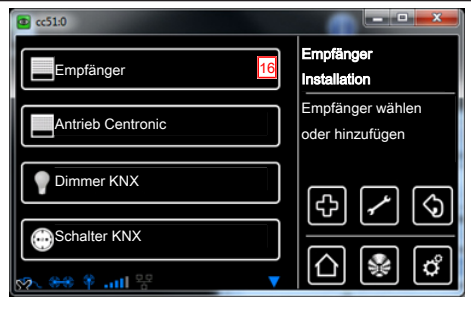 cc51:0
Empfänger
16
Antrieb Centronic
Dimmer KNX
Schalter KNX
Empfänger
Installation
Empfänger wählen
oder hinzufügen